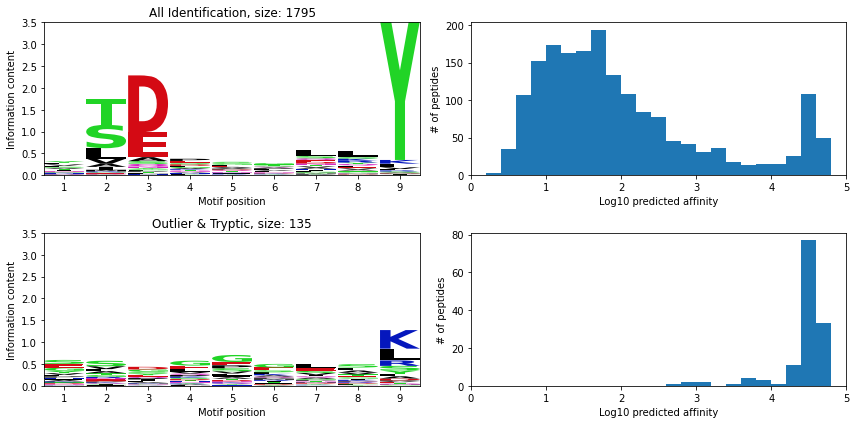 All Identification, size: 1795
Information content
3.5
3.0
2.5
2.0
1.5
1.0
0.5
0.0
T
S
D
E
Y
1 2 3 4 5 6 7 8 9
Motif position
# of peptides
200
150
100
50
0
0 1 2 3 4 5
Log10 predicted affinity
Outlier & Tryptic, size: 135
Information content
3.5
3.0
2.5
2.0
1.5
1.0
0.5
0.0
G
K
L
R
1 2 3 4 5 6 7 8 9
Motif position
# of peptides
80
60
40
20
0
0 1 2 3 4 5
Log10 predicted affinity